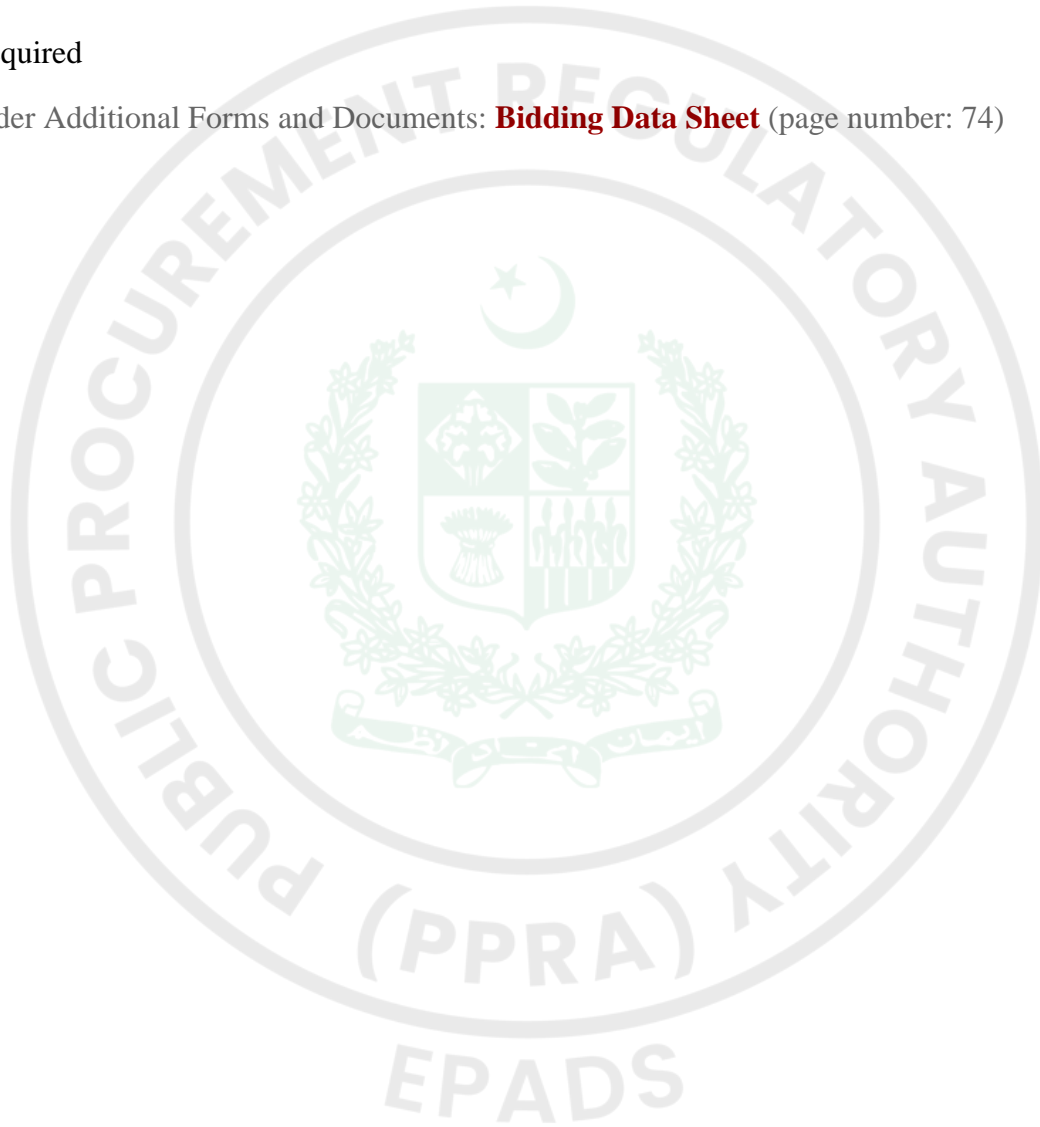 quired
der Additional Forms and Documents: Bidding Data Sheet (page number: 74)
PUBLIC PROCUREMENT REGULATORY AUTHORITY
(PPRA)
EPADS